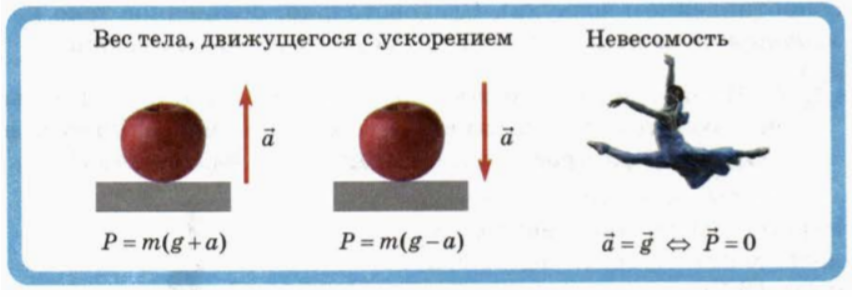 Вес тела, движущегося с ускорением
Невесомость
a⃗
a⃗
P = m(g + a)
P = m(g – a)
a⃗ = g⃗ ⇔ P⃗ = 0